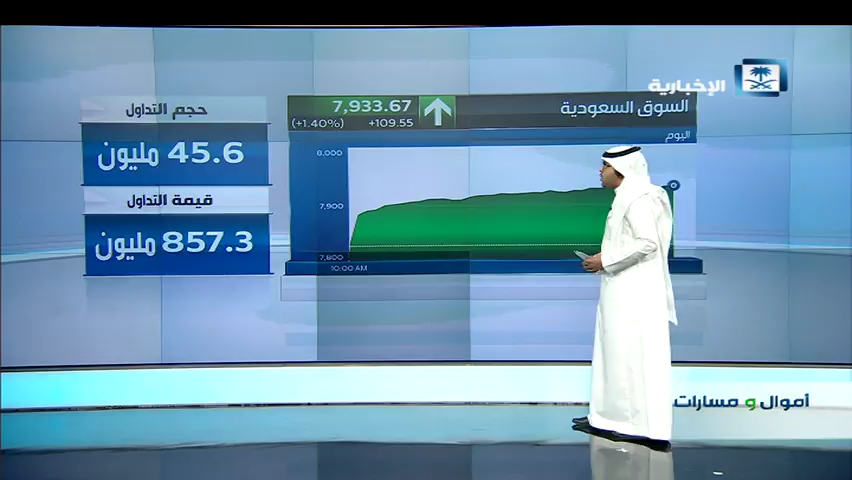 الإخبارية
السوق السعودية
7,933.67
(+1.40%) +109.55
اليوم
8,000
7,900
7,800
10:00 AM
حجم التداول
45.6 مليون
قيمة التداول
857.3 مليون
أموال و مسارات